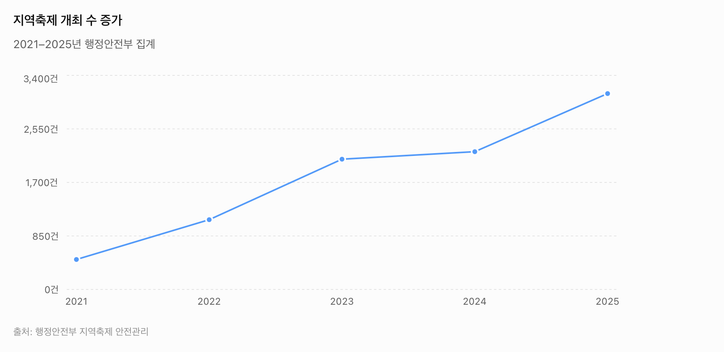 지역축제 개최 수 증가
2021–2025년 행정안전부 집계
3,400건
2,550건
1,700건
850건
0건
2021 2022 2023 2024 2025
출처: 행정안전부 지역축제 안전관리